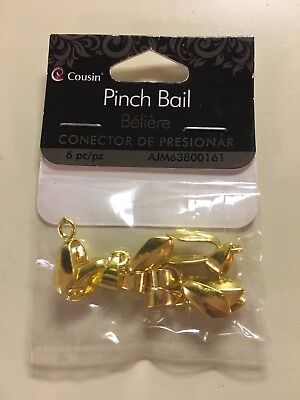 Cousin
Pinch Bail
Bélière
CONECTOR DE PRESIONAR
6 pc/pz AJM63800161